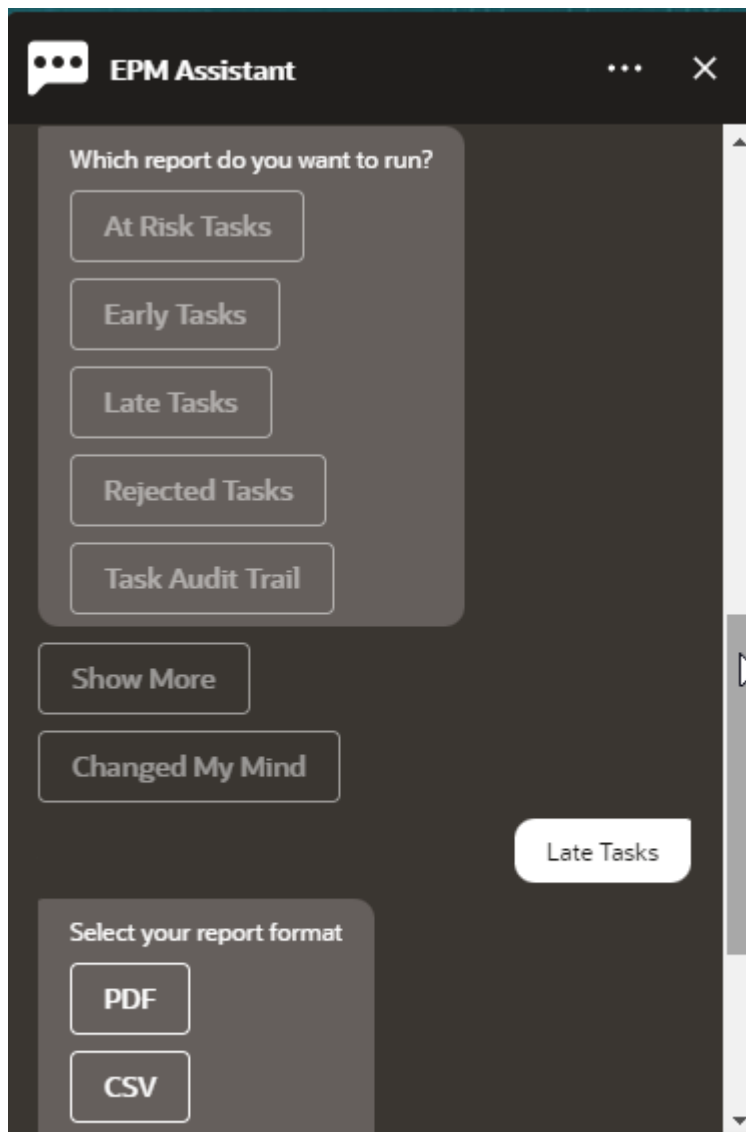 EPM Assistant
Which report do you want to run?
At Risk Tasks
Early Tasks
Late Tasks
Rejected Tasks
Task Audit Trail
Show More
Changed My Mind
Late Tasks
Select your report format
PDF
CSV